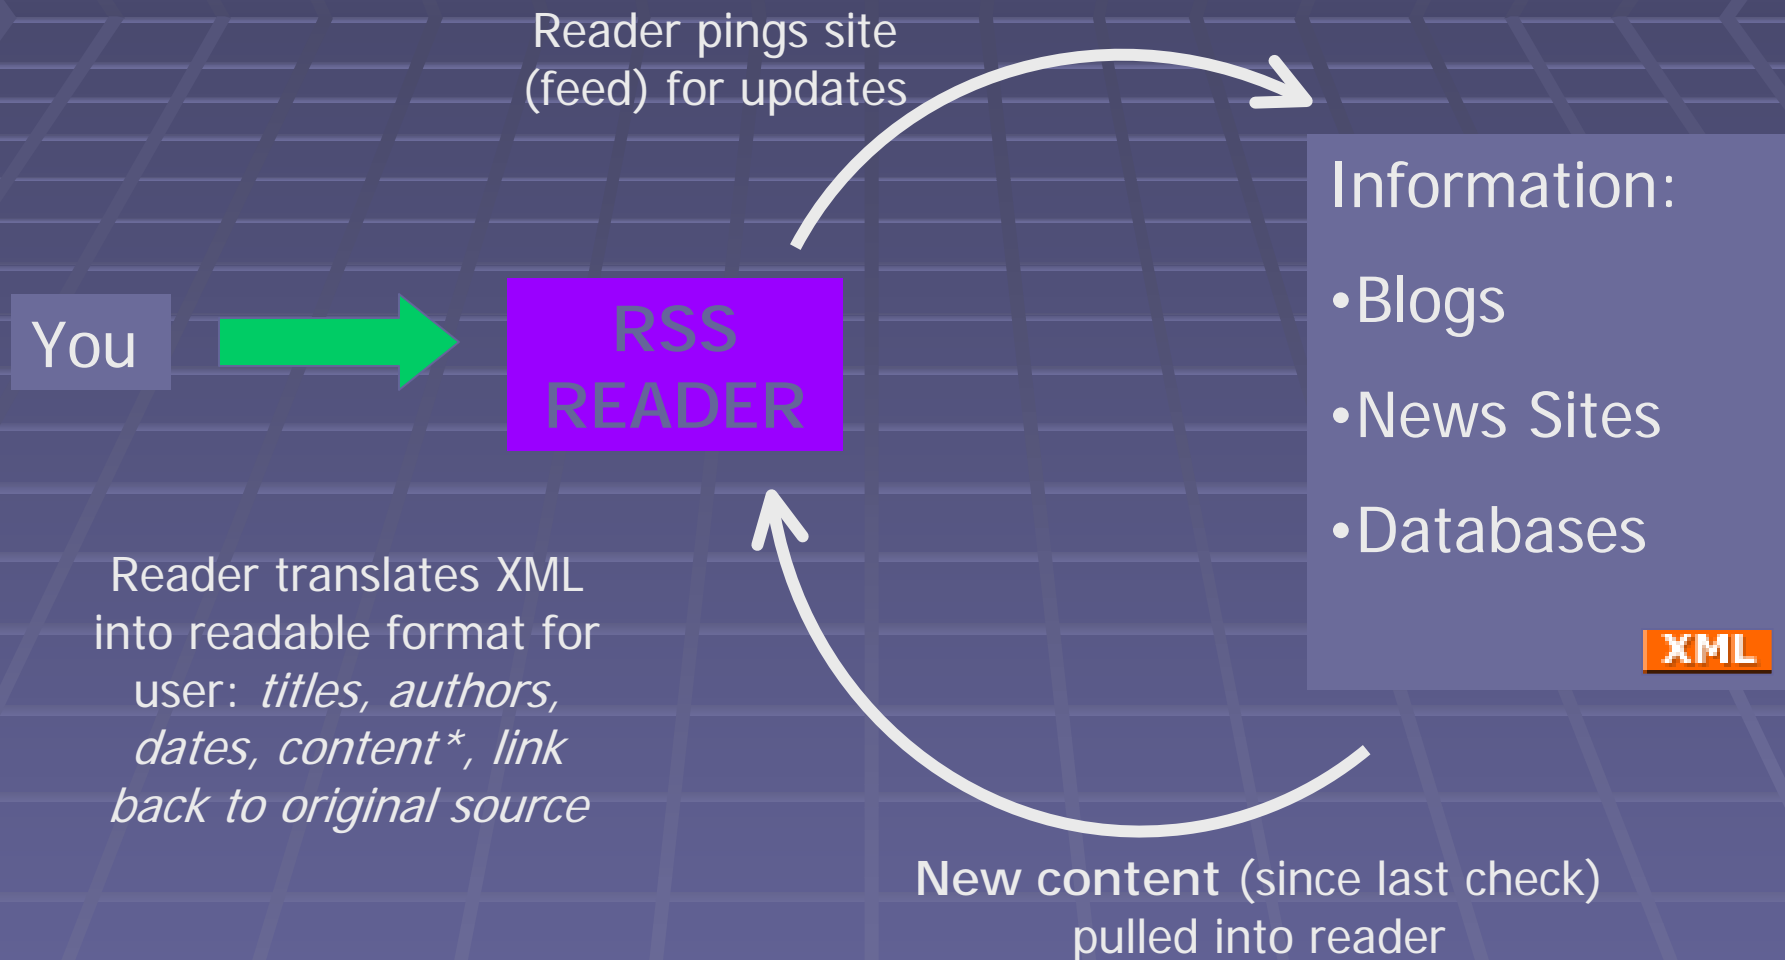 Reader pings site
(feed) for updates
You
RSS
READER
Information:
•Blogs
•News Sites
•Databases
XML
Reader translates XML
into readable format for
user: titles, authors,
dates, content*, link
back to original source
New content (since last check)
pulled into reader